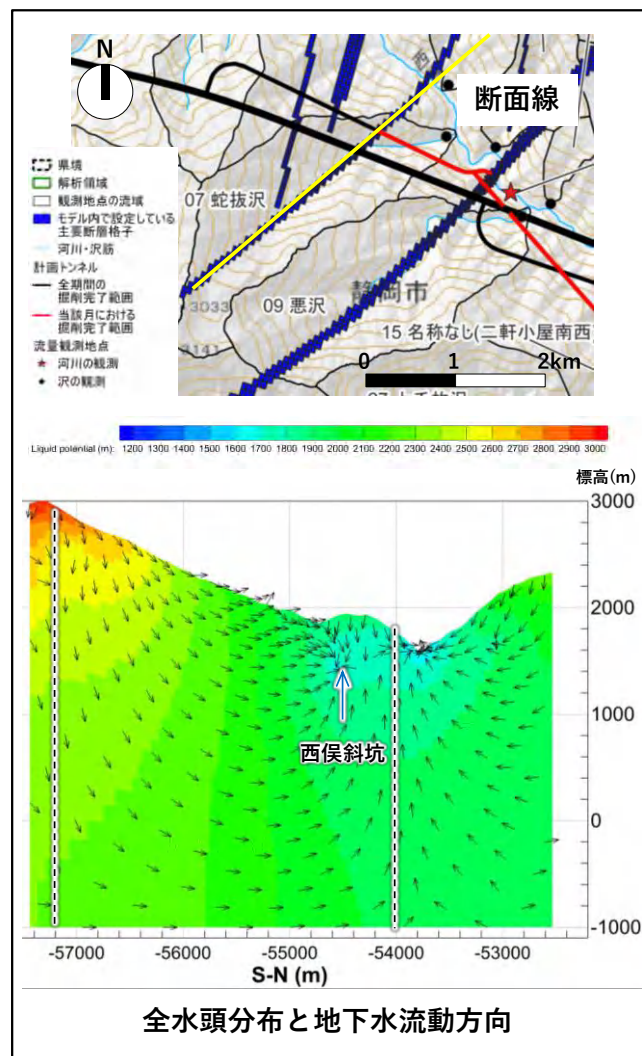 N
断面線
西
県境
解析領域
観測地点の流域
モデル内で設定している
主要断層格子
河川・沢筋
計画トンネル
全期間の
掘削完了範囲
当該月における
掘削完了範囲
流量観測地点
河川の観測
沢の観測
07 蛇抜沢
3033
3141
09 悪沢
静岡市
15 名称なし(二軒小屋南西)
0 1 2km
Liquid potential (m): 1200 1300 1400 1500 1600 1700 1800 1900 2000 2100 2200 2300 2400 2500 2600 2700 2800 2900 3000
標高(m)
3000
2000
1000
0
-1000
西俣斜坑
-57000 -56000 -55000 -54000 -53000
S-N (m)
全水頭分布と地下水流動方向